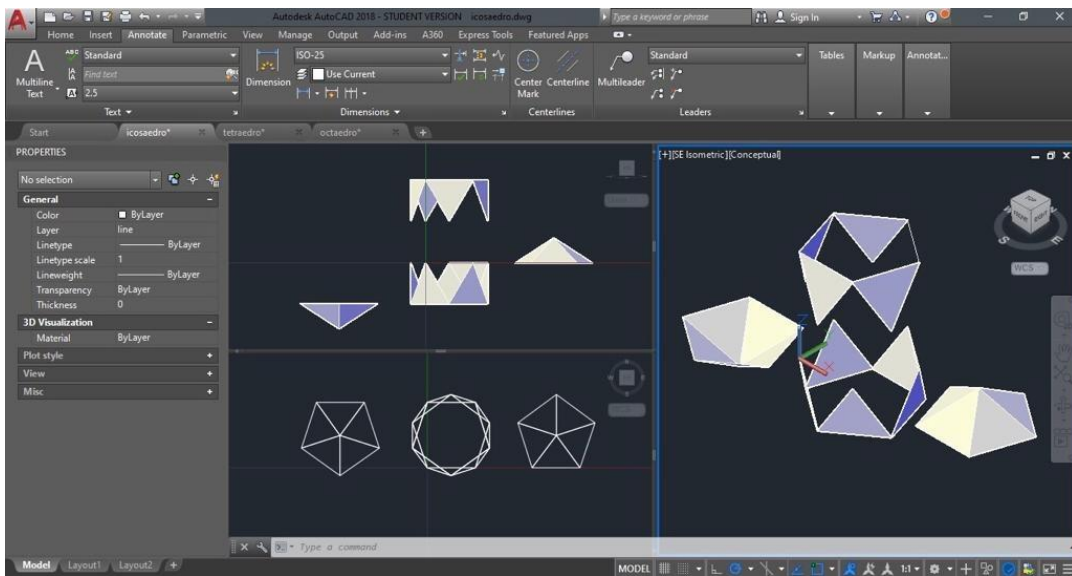 Autodesk AutoCAD 2018 - STUDENT VERSION icosaedro.dwg
Type a keyword or phrase
Sign In
Home Insert Annotate Parametric View Manage Output Add-ins A360 Express Tools Featured Apps
A Multiline Text
ABC Standard
Find text
2.5
Text
Dimension
ISO-25
Use Current
Dimensions
Center Mark
Centerline
Centerlines
Multileader
Standard
Leaders
Tables
Markup
Annotat...
Start
icosaedro*
tetraedro*
octaedro*
PROPERTIES
No selection
General
Color ByLayer
Layer line
Linetype ByLayer
Linetype scale 1
Lineweight ByLayer
Transparency ByLayer
Thickness 0
3D Visualization
Material ByLayer
Plot style
View
Misc
[+][SE Isometric][Conceptual]
TOP
S
E
WCS
Z
X
Type a command
Model Layout1 Layout2 +
MODEL
1:1